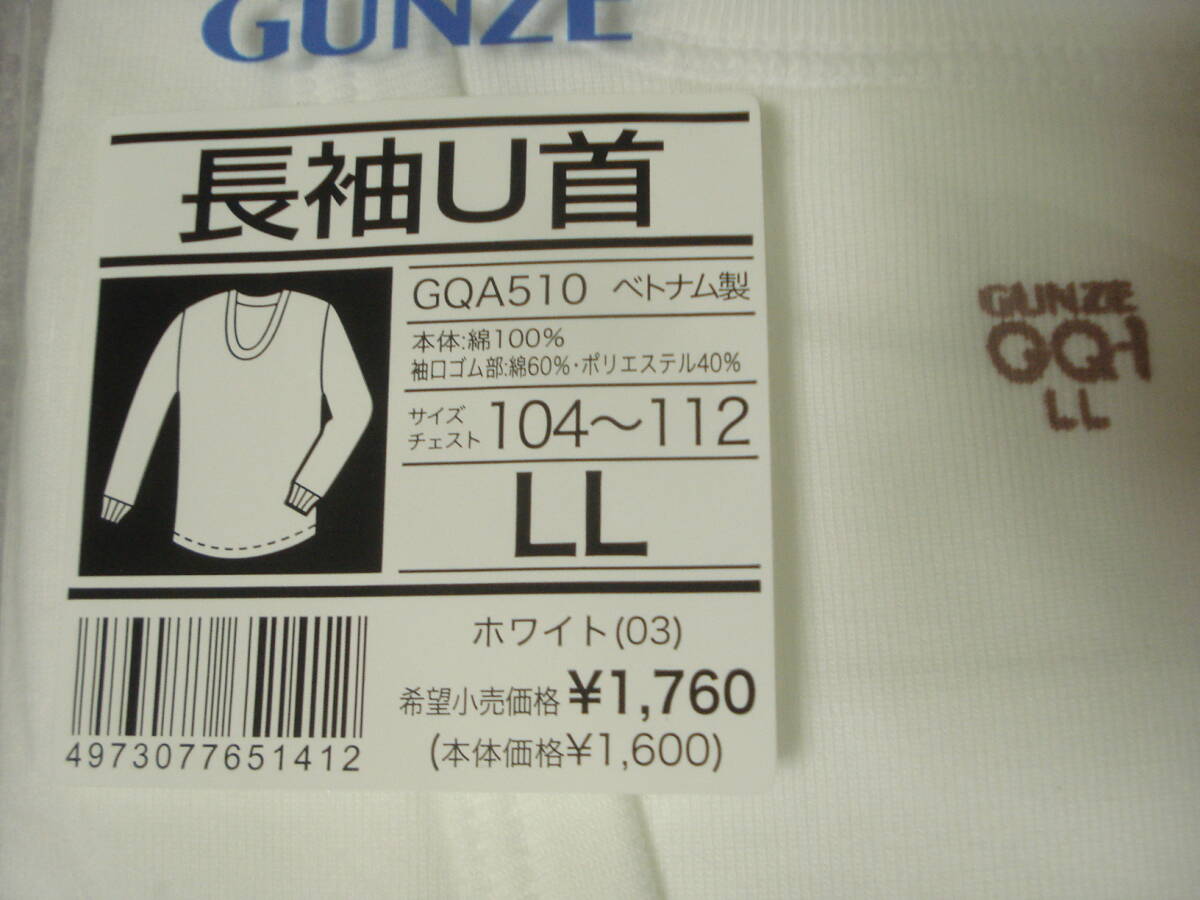 GUNZE
長袖U首
GQA510 ベトナム製
本体:綿100%
袖口ゴム部:綿60%・ポリエステル40%
サイズ
チェスト 104〜112
LL
ホワイト(03)
希望小売価格 ¥1,760
(本体価格¥1,600)
4973077651412
GUNZE
QQ-1
LL